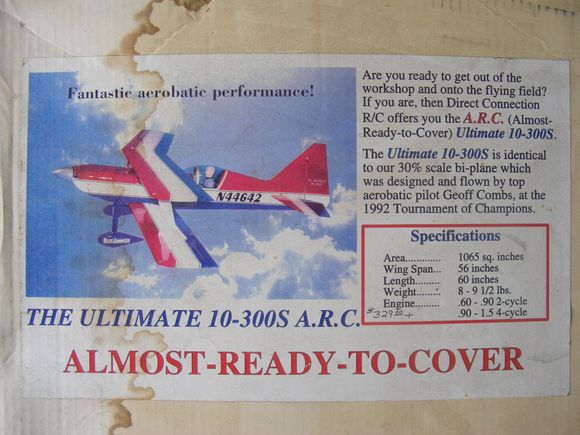 Fantastic aerobatic performance!
N44642
Are you ready to get out of the
workshop and onto the flying field?
If you are, then Direct Connection
R/C offers you the A.R.C. (Almost-
Ready-to-Cover) Ultimate 10-300S.
The Ultimate 10-300S is identical
to our 30% scale bi-plane which
was designed and flown by top
aerobatic pilot Geoff Combs, at the
1992 Tournament of Champions.
Specifications
Area............. 1065 sq. inches
Wing Span... 56 inches
Length......... 60 inches
Weight......... 8 - 9 1/2 lbs.
Engine......... .60 - .90 2-cycle
.90 - 1.5 4-cycle
$329.00 +
THE ULTIMATE 10-300S A.R.C.
ALMOST-READY-TO-COVER